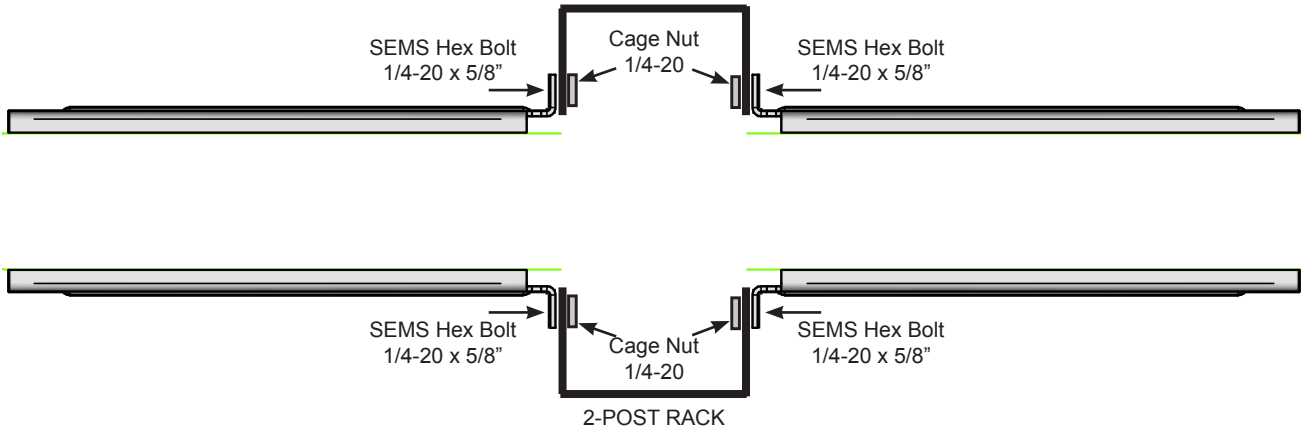 SEMS Hex Bolt
1/4-20 x 5/8”
Cage Nut
1/4-20
SEMS Hex Bolt
1/4-20 x 5/8”
SEMS Hex Bolt
1/4-20 x 5/8”
Cage Nut
1/4-20
SEMS Hex Bolt
1/4-20 x 5/8”
2-POST RACK